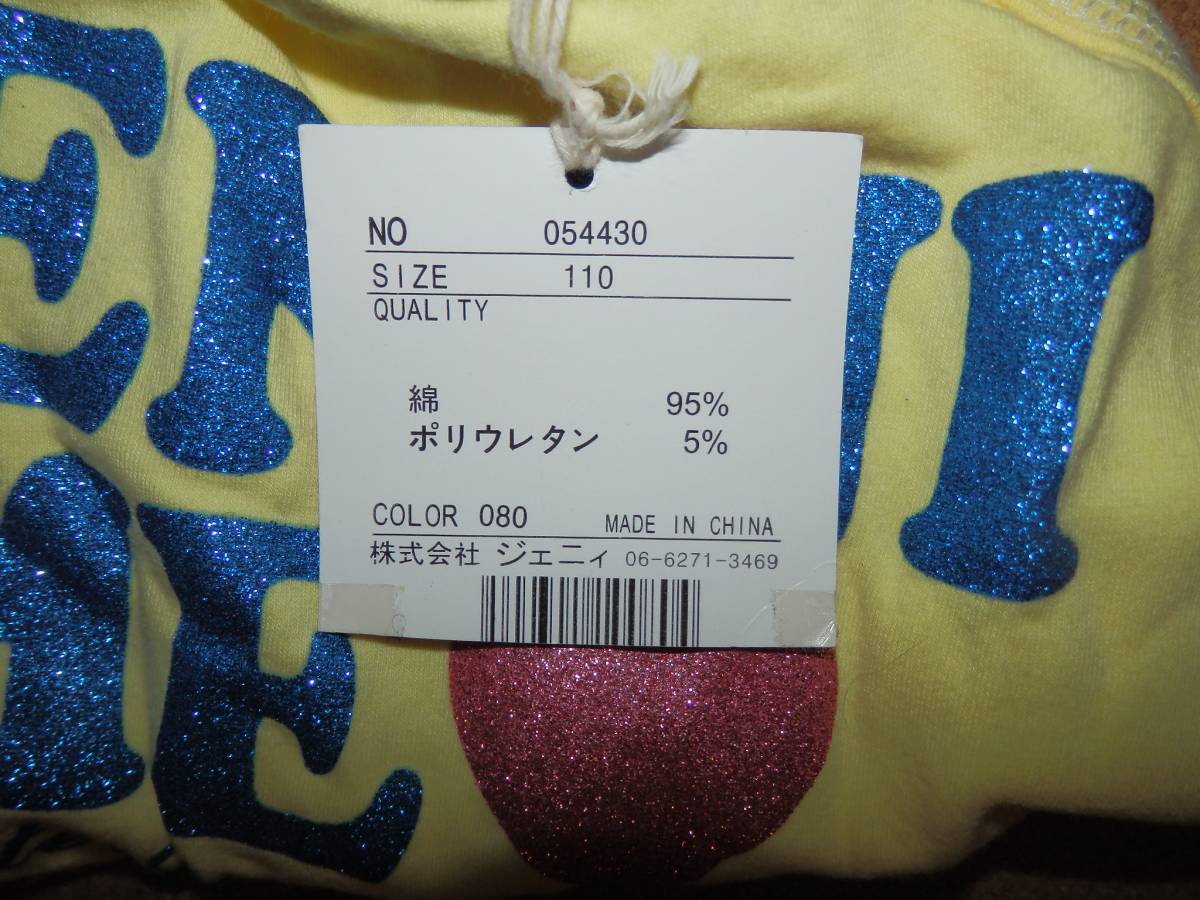 NO 054430
SIZE 110
QUALITY
綿 95%
ポリウレタン 5%
COLOR 080 MADE IN CHINA
株式会社 ジェニィ 06-6271-3469